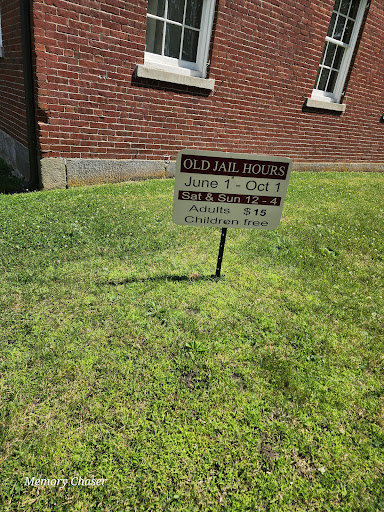 OLD JAIL HOURS
June 1 - Oct 1
Sat & Sun 12 - 4
Adults $15
Children free
Memory Chaser